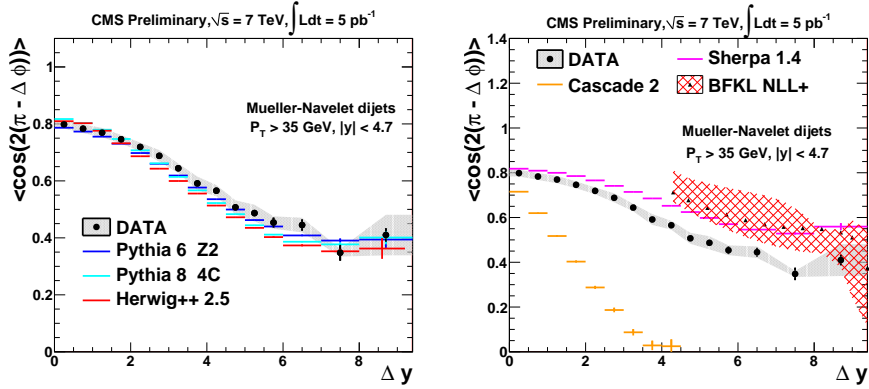 CMS Preliminary,√s = 7 TeV,∫Ldt = 5 pb⁻¹
<cos(2(π - Δ φ))>
1
0.8
0.6
0.4
0.2
0
Mueller-Navelet dijets
P_T > 35 GeV, |y| < 4.7
DATA
Pythia 6 Z2
Pythia 8 4C
Herwig++ 2.5
0 2 4 6 8
Δ y
CMS Preliminary,√s = 7 TeV,∫Ldt = 5 pb⁻¹
<cos(2(π - Δ φ))>
1.4
1.2
1
0.8
0.6
0.4
0.2
0
DATA
Sherpa 1.4
Cascade 2
BFKL NLL+
Mueller-Navelet dijets
P_T > 35 GeV, |y| < 4.7
0 2 4 6 8
Δ y